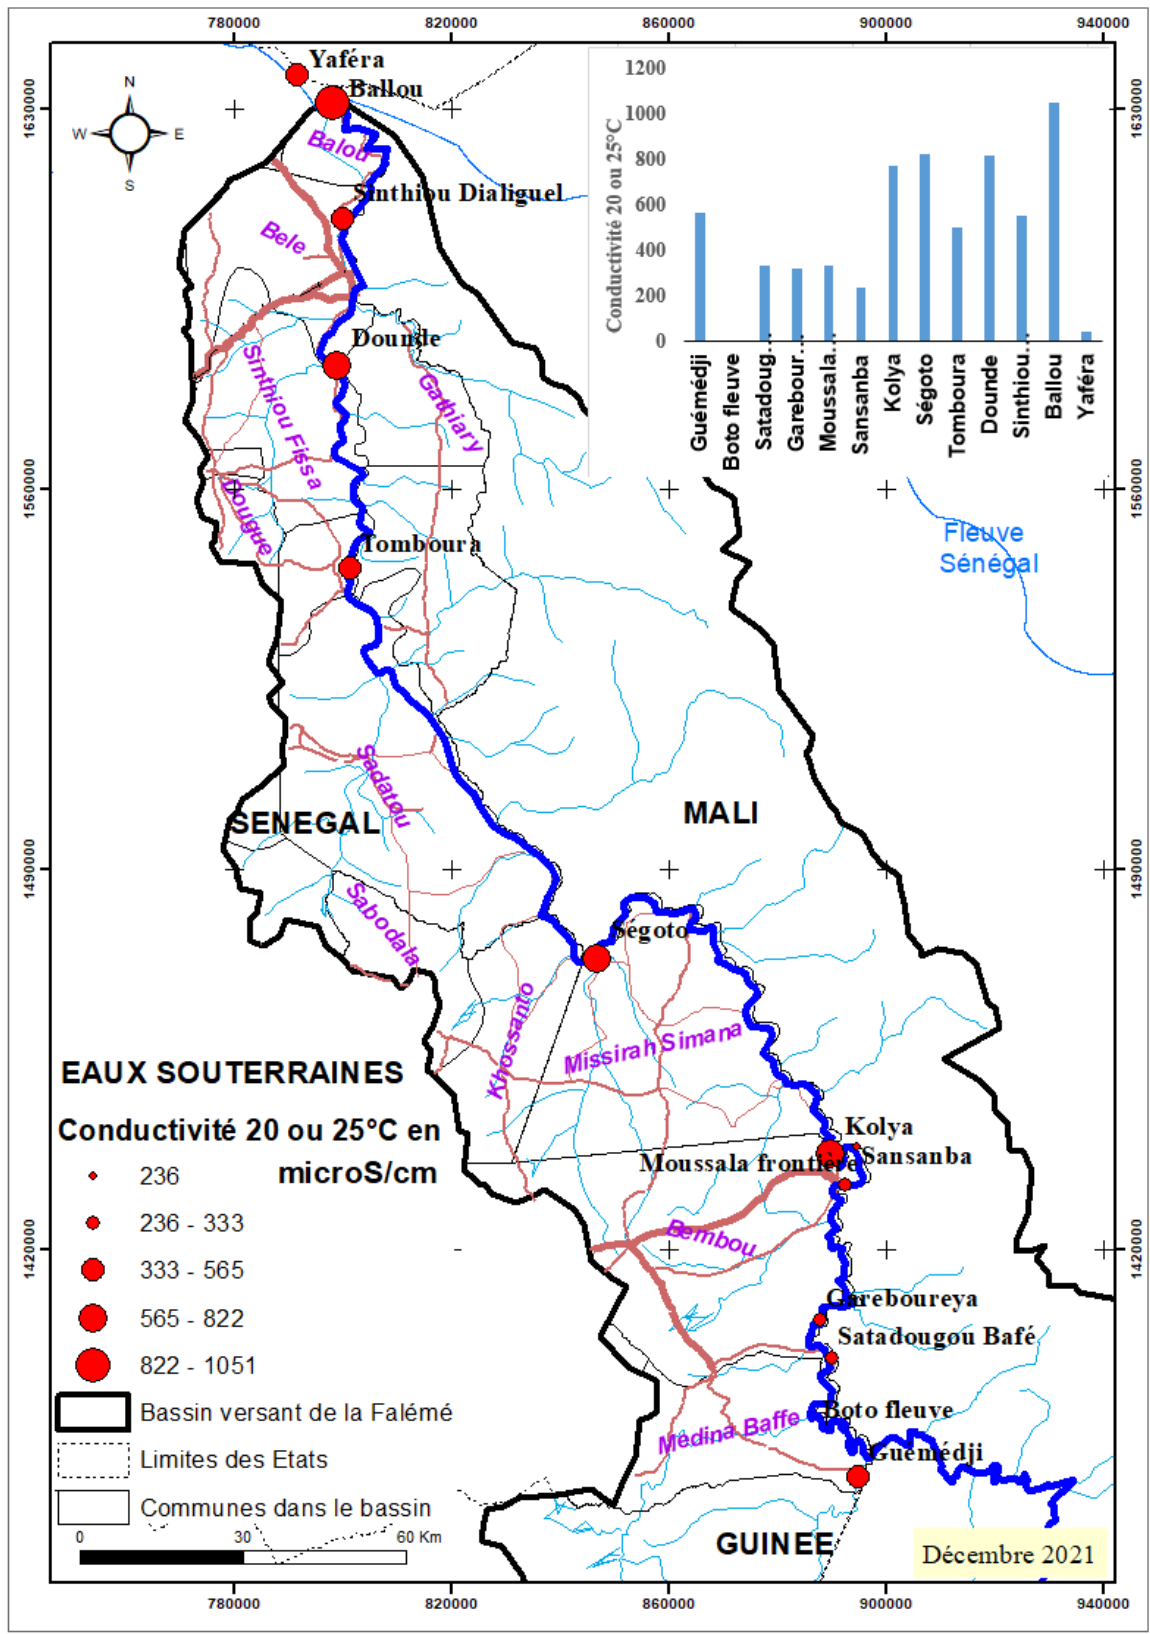 780000
820000
860000
900000
940000
1630000
1560000
1490000
1420000
1630000
1560000
1490000
1420000
N
W
E
S
Yaféra
Ballou
Balou
Sinthiou Dialiguel
Bele
Dounde
Sinthiou Fissa
Gathiary
Dougue
Tomboura
Sadatou
SENEGAL
MALI
Sabodala
Ségoto
Khossanto
Missirah Simana
Kolya
Moussala frontière
Sansanba
Bembou
Gareboureya
Satadougou Bafé
Boto fleuve
Medina Baffe
Guémédji
GUINEE
Fleuve
Sénégal
Conductivité 20 ou 25°C
1200
1000
800
600
400
200
0
Guémédji
Boto fleuve
Satadoug...
Garebour...
Moussala...
Sansanba
Kolya
Ségoto
Tomboura
Dounde
Sinthiou...
Ballou
Yaféra
EAUX SOUTERRAINES
Conductivité 20 ou 25°C en
microS/cm
236
236 - 333
333 - 565
565 - 822
822 - 1051
Bassin versant de la Falémé
Limites des Etats
Communes dans le bassin
0
30
60 Km
Décembre 2021
780000
820000
860000
900000
940000